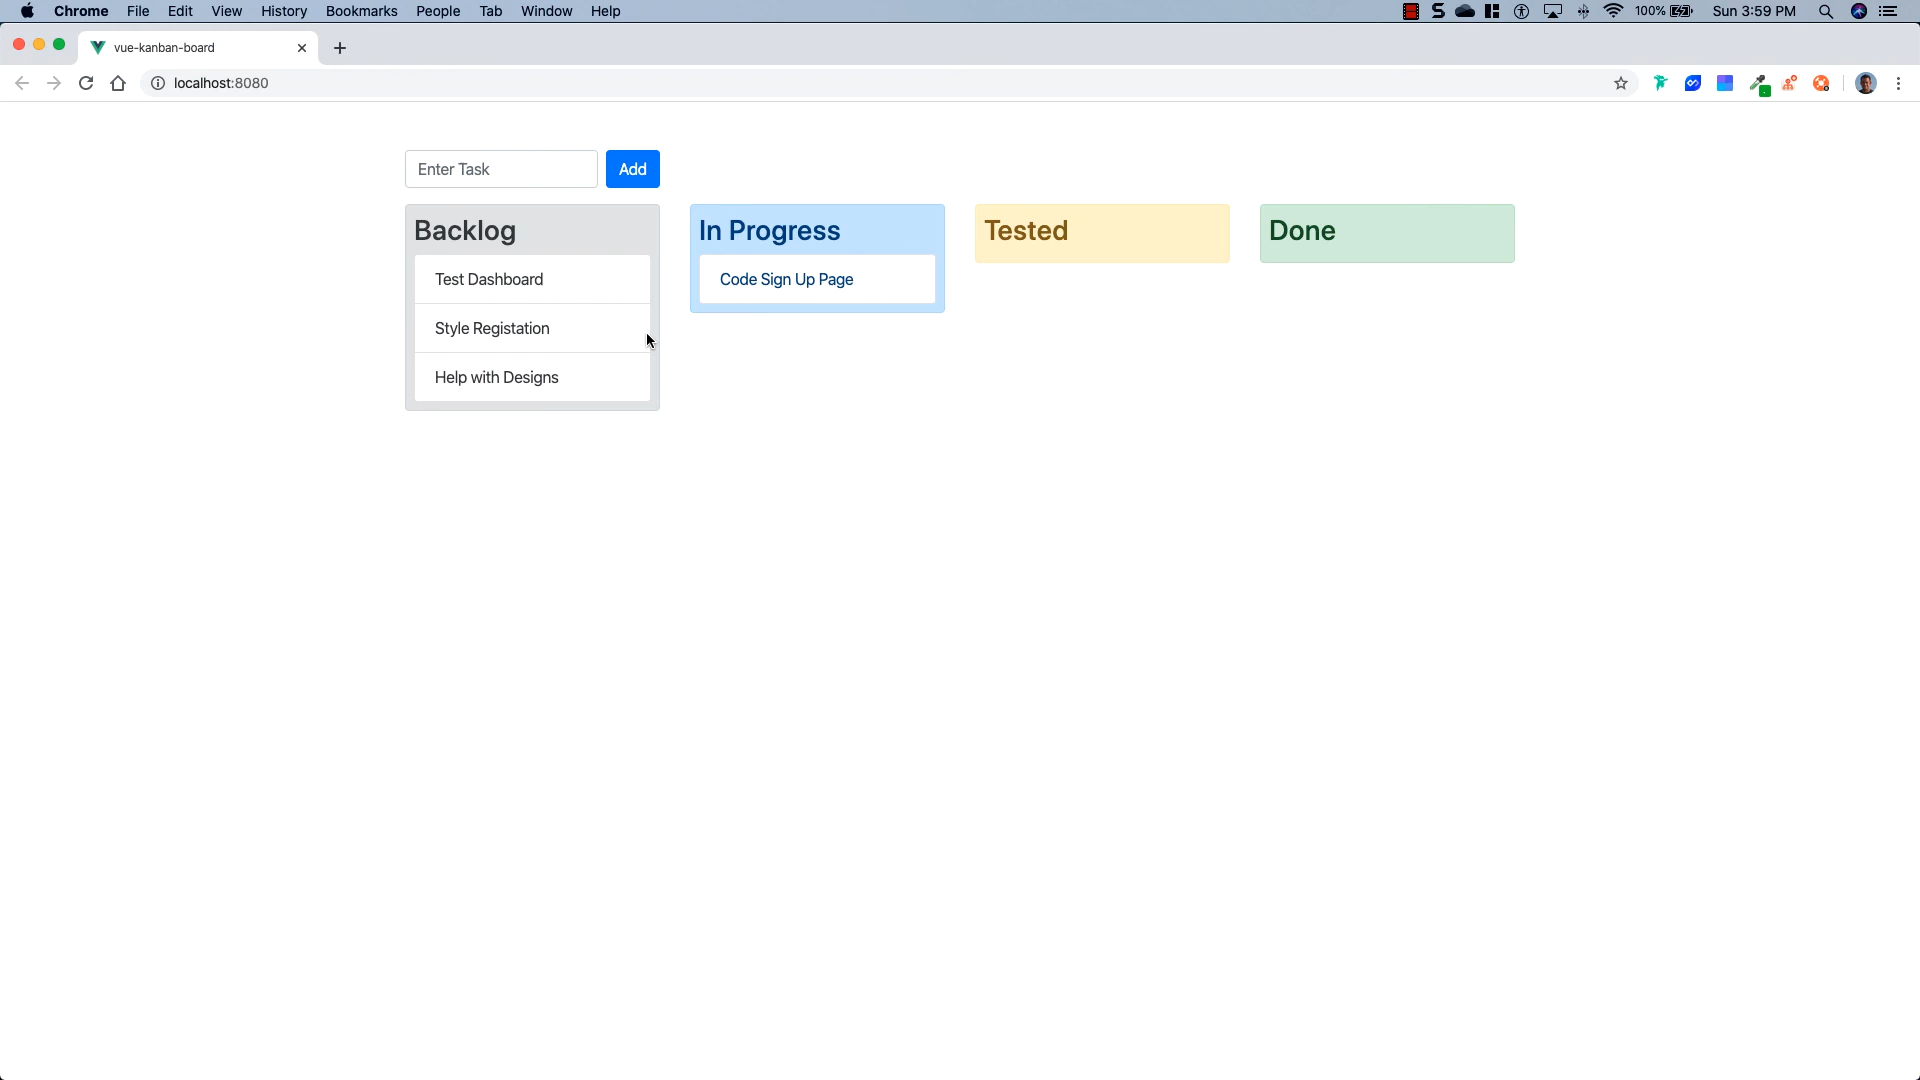 Chrome File Edit View History Bookmarks People Tab Window Help 100% Sun 3:59 PM
vue-kanban-board
localhost:8080
Enter Task Add
Backlog In Progress Tested Done
Test Dashboard Code Sign Up Page
Style Registation
Help with Designs